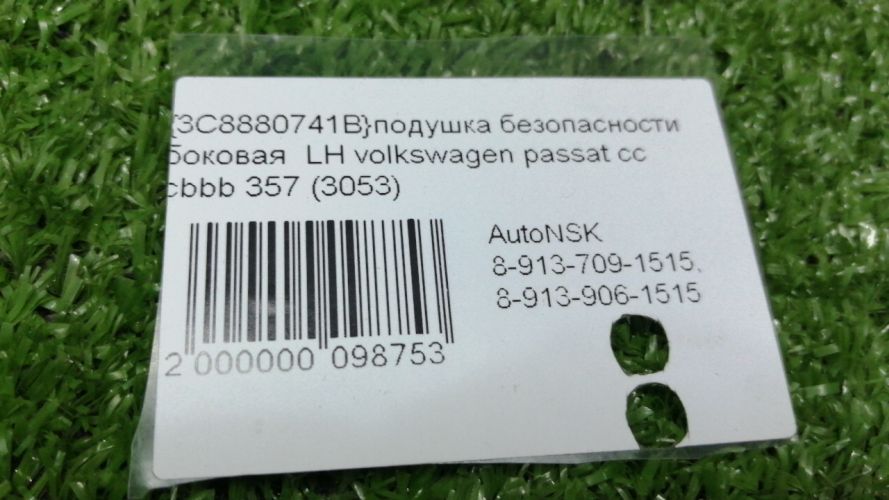 {3C8880741B}подушка безопасности
боковая LH volkswagen passat cc
cbbb 357 (3053)
AutoNSK
8-913-709-1515,
8-913-906-1515
2 000000 098753